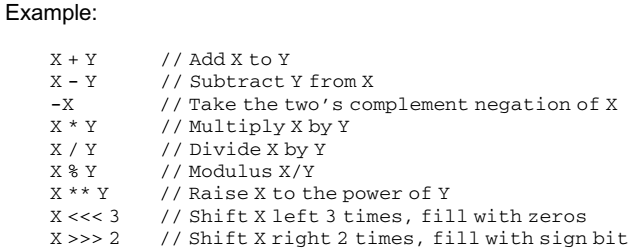 Example:
X + Y // Add X to Y
X - Y // Subtract Y from X
-X // Take the two's complement negation of X
X * Y // Multiply X by Y
X / Y // Divide X by Y
X % Y // Modulus X/Y
X ** Y // Raise X to the power of Y
X <<< 3 // Shift X left 3 times, fill with zeros
X >>> 2 // Shift X right 2 times, fill with sign bit